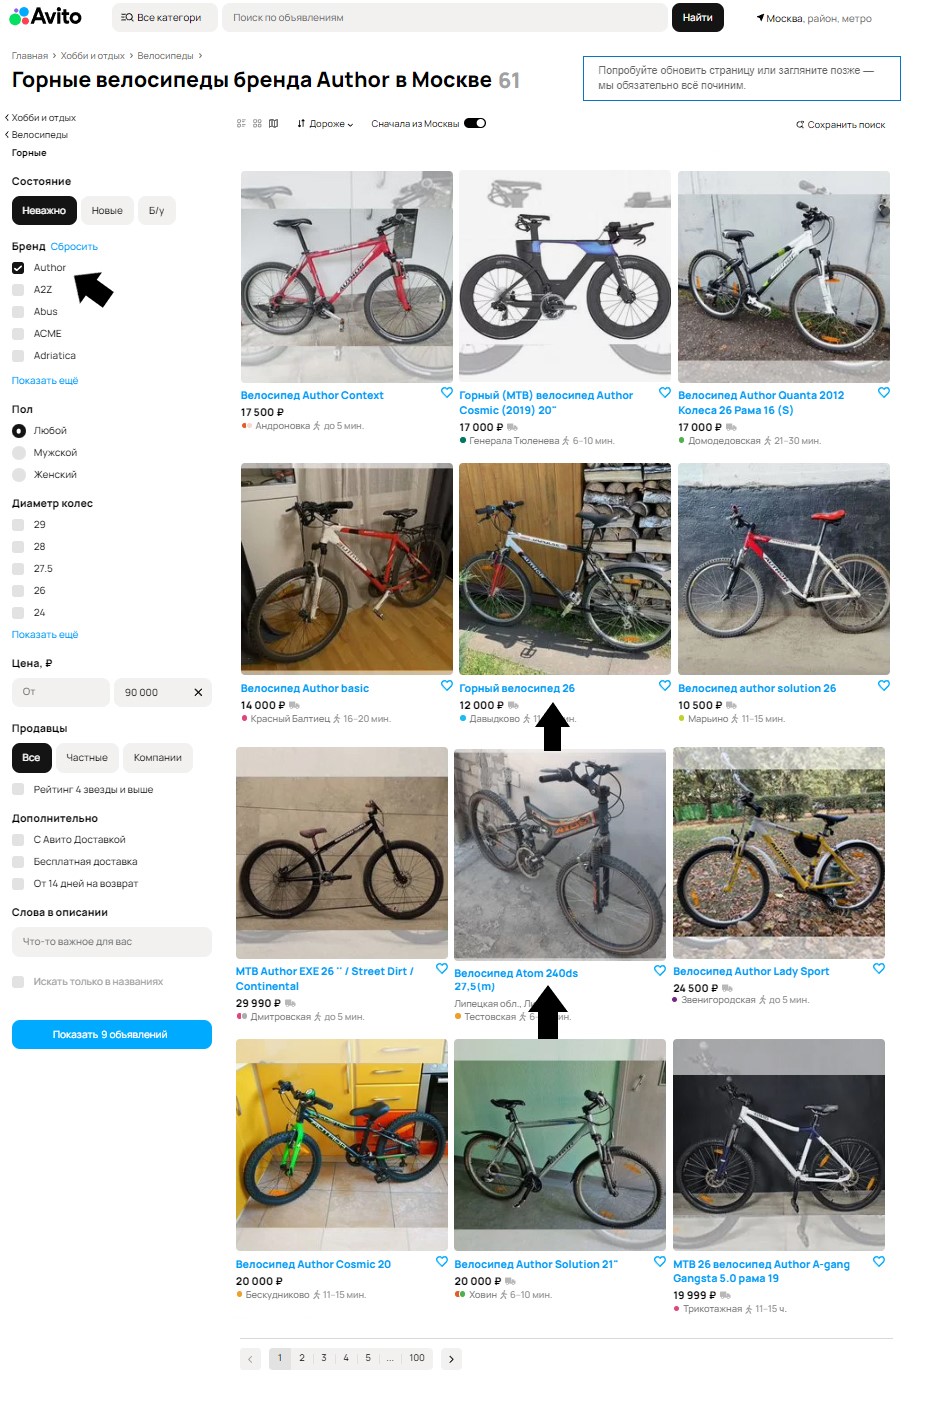 Avito
Все категори
Поиск по объявлениям
Найти
Москва, район, метро
Главная > Хобби и отдых > Велосипеды >
Горные велосипеды бренда Author в Москве 61
Попробуйте обновить страницу или загляните позже —
мы обязательно всё починим.
Хобби и отдых
Велосипеды
Горные
Дороже
Сначала из Москвы
Сохранить поиск
Состояние
Неважно
Новые
Б/у
Бренд Сбросить
Author
A2Z
Abus
ACME
Adriatica
Показать ещё
Пол
Любой
Мужской
Женский
Диаметр колес
29
28
27.5
26
24
Показать ещё
Цена, ₽
От
90 000
Продавцы
Все
Частные
Компании
Рейтинг 4 звезды и выше
Дополнительно
С Авито Доставкой
Бесплатная доставка
От 14 дней на возврат
Слова в описании
Что-то важное для вас
Искать только в названиях
Показать 9 объявлений
Велосипед Author Context
17 500 ₽
Андроновка до 5 мин.
Горный (MTB) велосипед Author
Cosmic (2019) 20"
17 000 ₽
Генерала Тюленева 6–10 мин.
Велосипед Author Quanta 2012
Колеса 26 Рама 16 (S)
17 000 ₽
Домодедовская 21–30 мин.
Велосипед Author basic
14 000 ₽
Красный Балтиец 16–20 мин.
Горный велосипед 26
12 000 ₽
Давыдково
Велосипед author solution 26
10 500 ₽
Марьино 11–15 мин.
MTB Author EXE 26 '' / Street Dirt /
Continental
29 990 ₽
Дмитровская до 5 мин.
Велосипед Atom 240ds
27,5(m)
Липецкая обл.,
Тестовская
Велосипед Author Lady Sport
24 500 ₽
Звенигородская до 5 мин.
Велосипед Author Cosmic 20
20 000 ₽
Бескудниково 11–15 мин.
Велосипед Author Solution 21"
20 000 ₽
Ховин 6–10 мин.
MTB 26 велосипед Author A-gang
Gangsta 5.0 рама 19
19 999 ₽
Трикотажная 11–15 ч.
1 2 3 4 5 ... 100